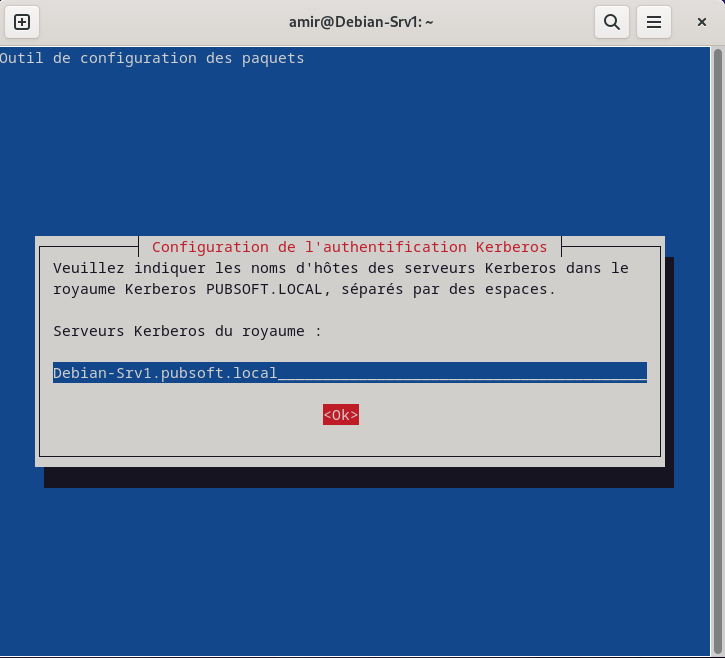 amir@Debian-Srv1: ~
Outil de configuration des paquets
Configuration de l'authentification Kerberos
Veuillez indiquer les noms d'hôtes des serveurs Kerberos dans le
royaume Kerberos PUBSOFT.LOCAL, séparés par des espaces.
Serveurs Kerberos du royaume :
Debian-Srv1.pubsoft.local_________________________________________
<Ok>